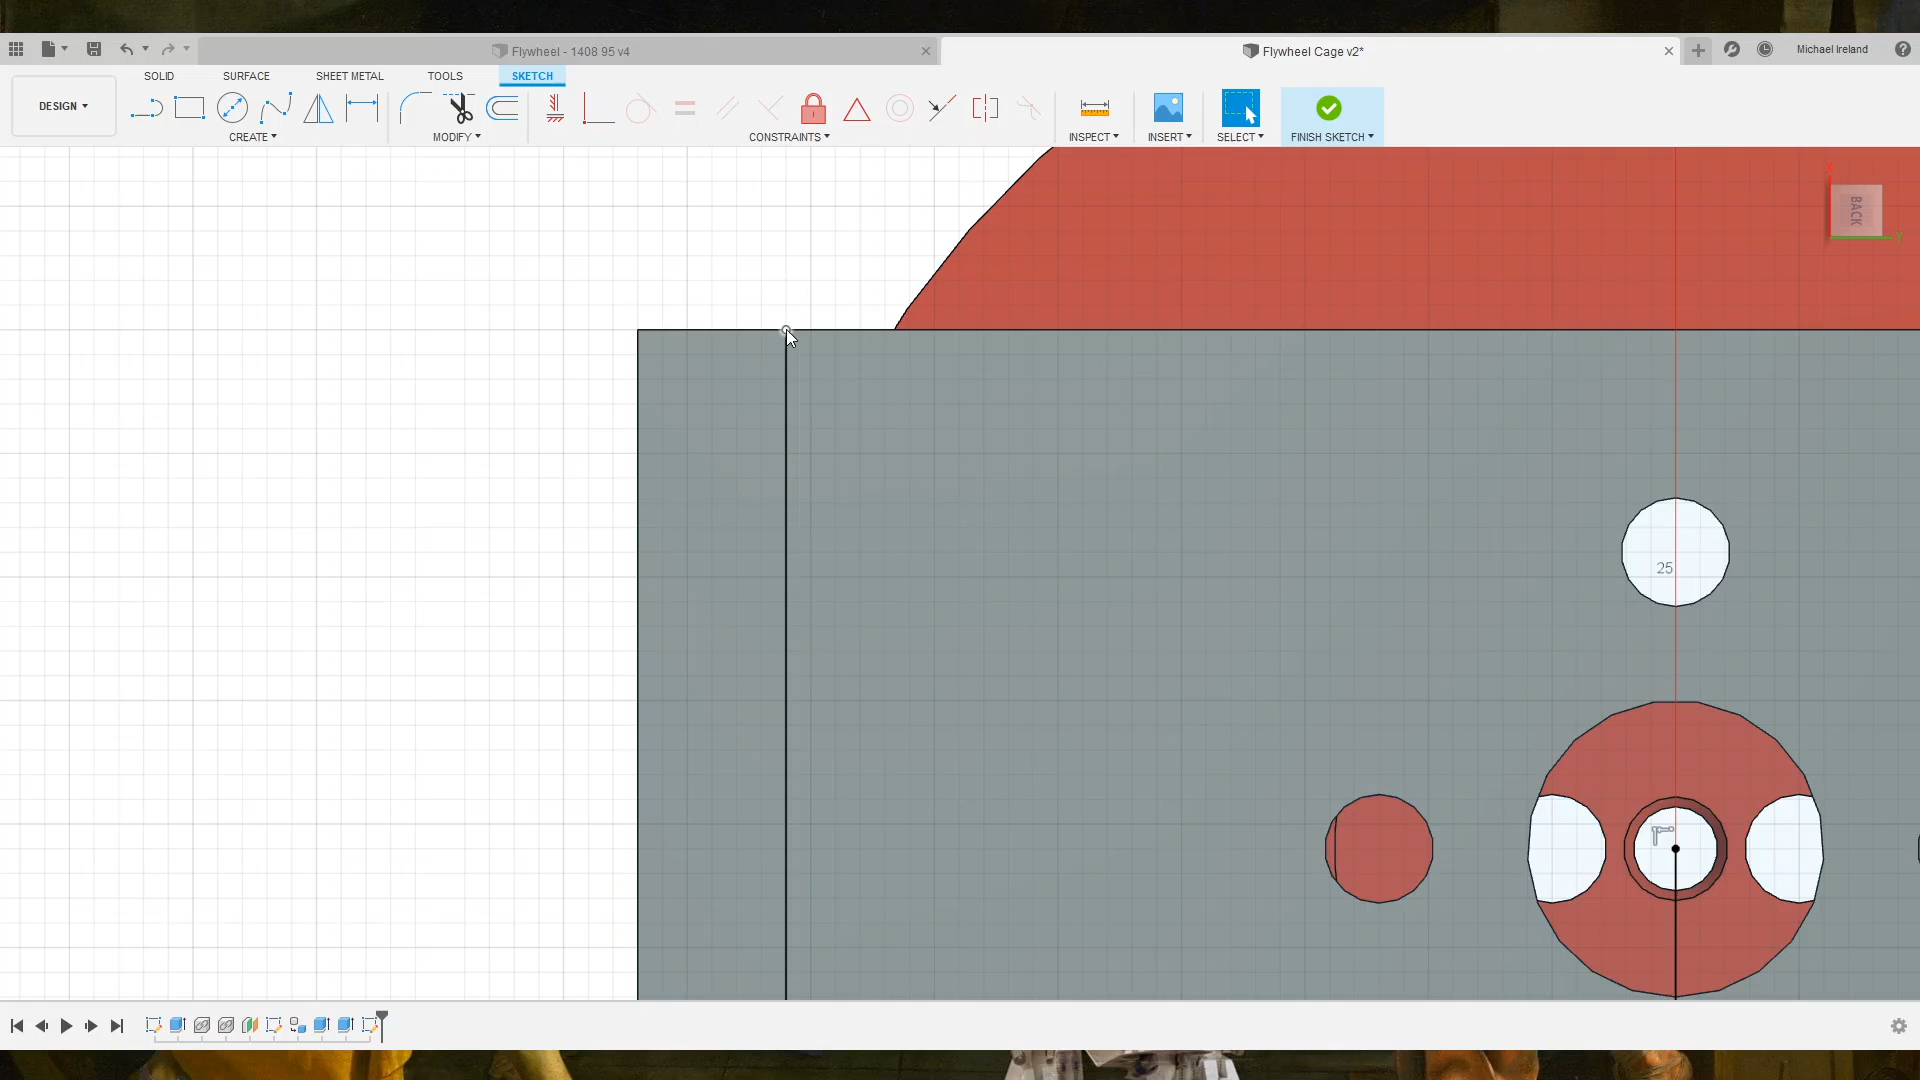 Flywheel - 1408 95 v4
Flywheel Cage v2*
Michael Ireland
SOLID
SURFACE
SHEET METAL
TOOLS
SKETCH
DESIGN
CREATE
MODIFY
CONSTRAINTS
INSPECT
INSERT
SELECT
FINISH SKETCH
BACK
25